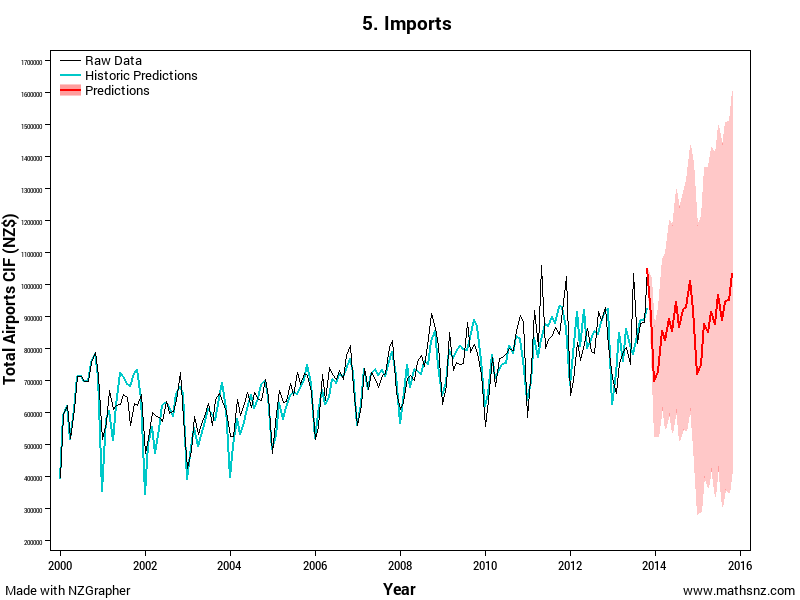 5. Imports
Raw Data
Historic Predictions
Predictions
1700000
1600000
1500000
1400000
1300000
1200000
1100000
1000000
900000
800000
700000
600000
500000
400000
300000
200000
Total Airports CIF (NZ$)
2000 2002 2004 2006 2008 2010 2012 2014 2016
Year
Made with NZGrapher
www.mathsnz.com